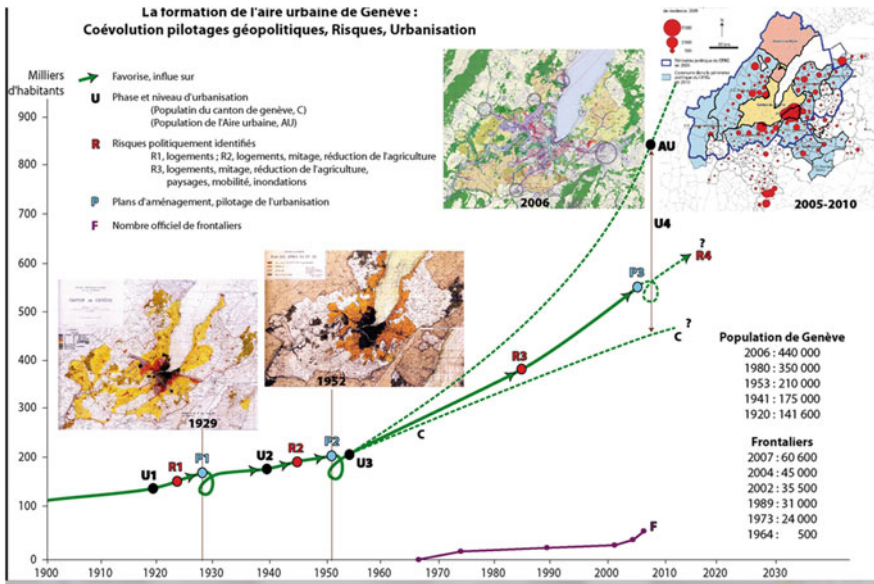 La formation de l'aire urbaine de Genève :
Coévolution pilotages géopolitiques, Risques, Urbanisation
Milliers
d'habitants
Favorise, influe sur
U Phase et niveau d'urbanisation
(Populatin du canton de genève, C)
(Population de l'Aire urbaine, AU)
R Risques politiquement identifiés
R1, logements ; R2, logements, mitage, réduction de l'agriculture
R3, logements, mitage, réduction de l'agriculture,
paysages, mobilité, inondations
P Plans d'aménagement, pilotage de l'urbanisation
F Nombre officiel de frontaliers
900
800
700
600
500
400
300
200
100
0
2006
2005-2010
1929
1952
AU
U4
?
R4
P3
?
C
R3
C
U1
R1
P1
U2
R2
P2
U3
F
Population de Genève
2006 : 440 000
1980 : 350 000
1953 : 210 000
1941 : 175 000
1920 : 141 600
Frontaliers
2007 : 60 600
2004 : 45 000
2002 : 35 500
1989 : 31 000
1973 : 24 000
1964 : 500
1900 1910 1920 1930 1940 1950 1960 1970 1980 1990 2000 2010 2020 2030